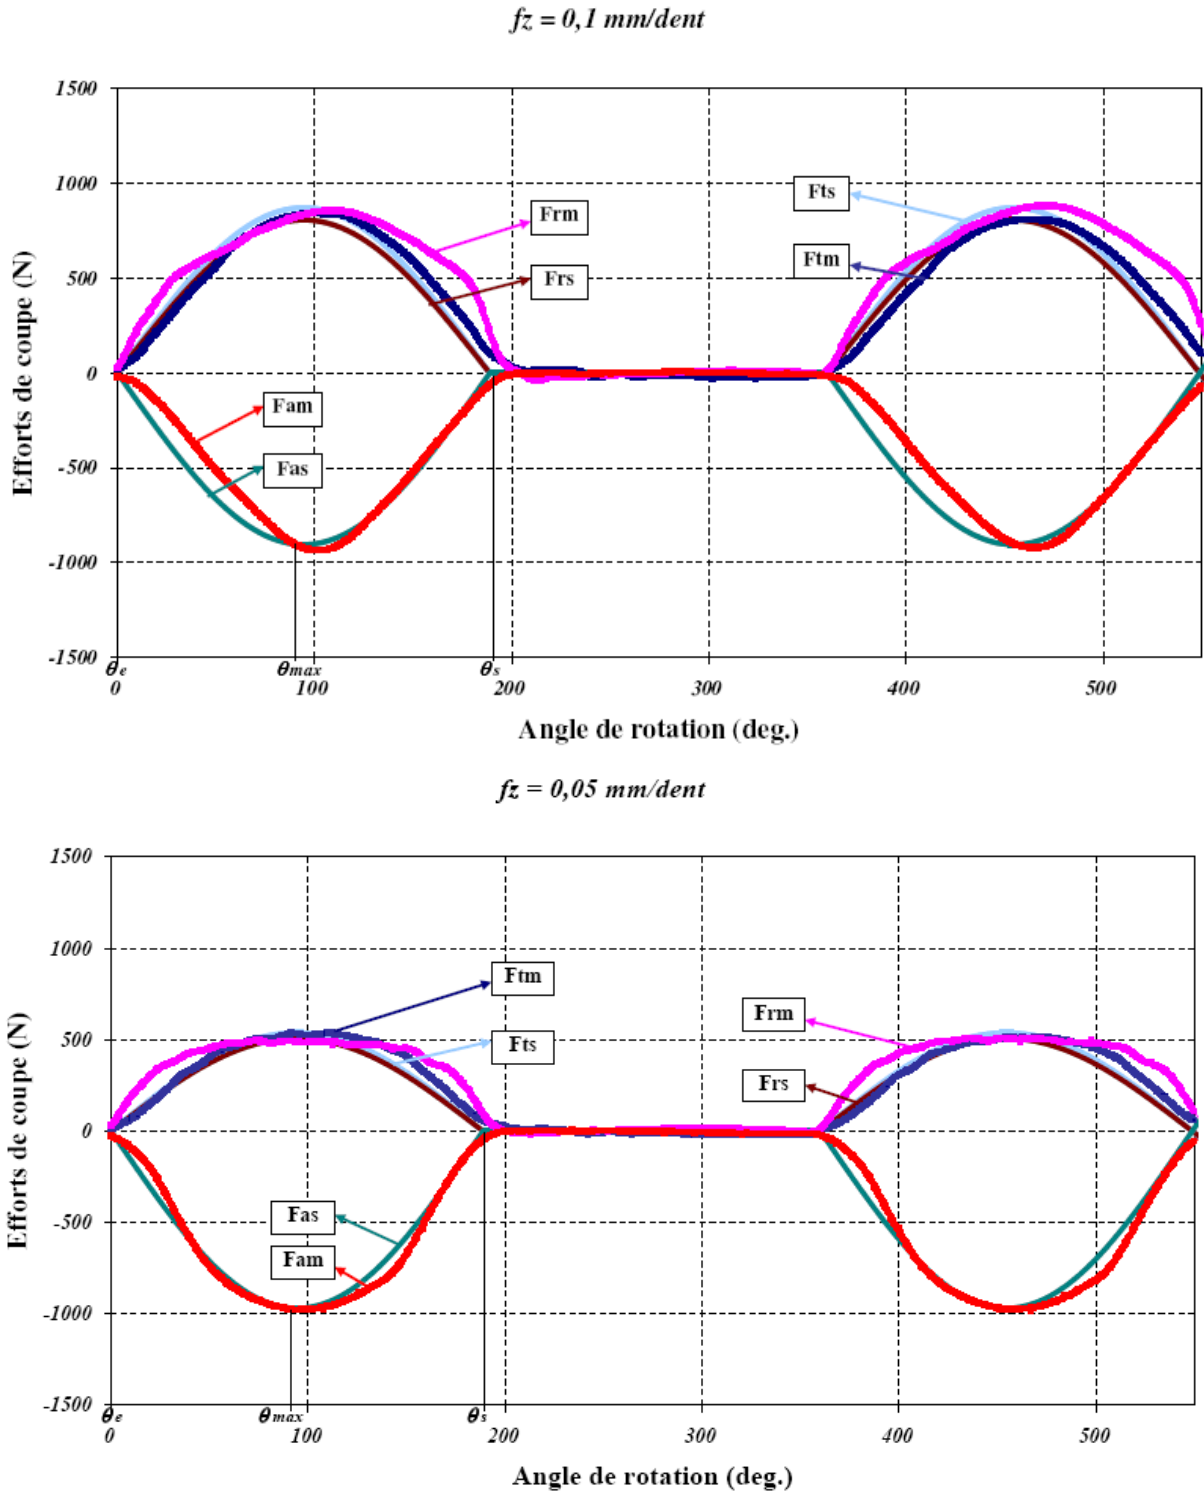 fz = 0,1 mm/dent
1500
1000
Fts
Frm
500
Ftm
Frs
0
Fam
Fas
-500
-1000
-1500
θe θmax θs
0 100 200 300 400 500
Efforts de coupe (N)
Angle de rotation (deg.)
fz = 0,05 mm/dent
1500
1000
Ftm
Frm
500
Fts
Frs
0
Fas
-500
Fam
-1000
-1500
θe θmax θs
0 100 200 300 400 500
Efforts de coupe (N)
Angle de rotation (deg.)